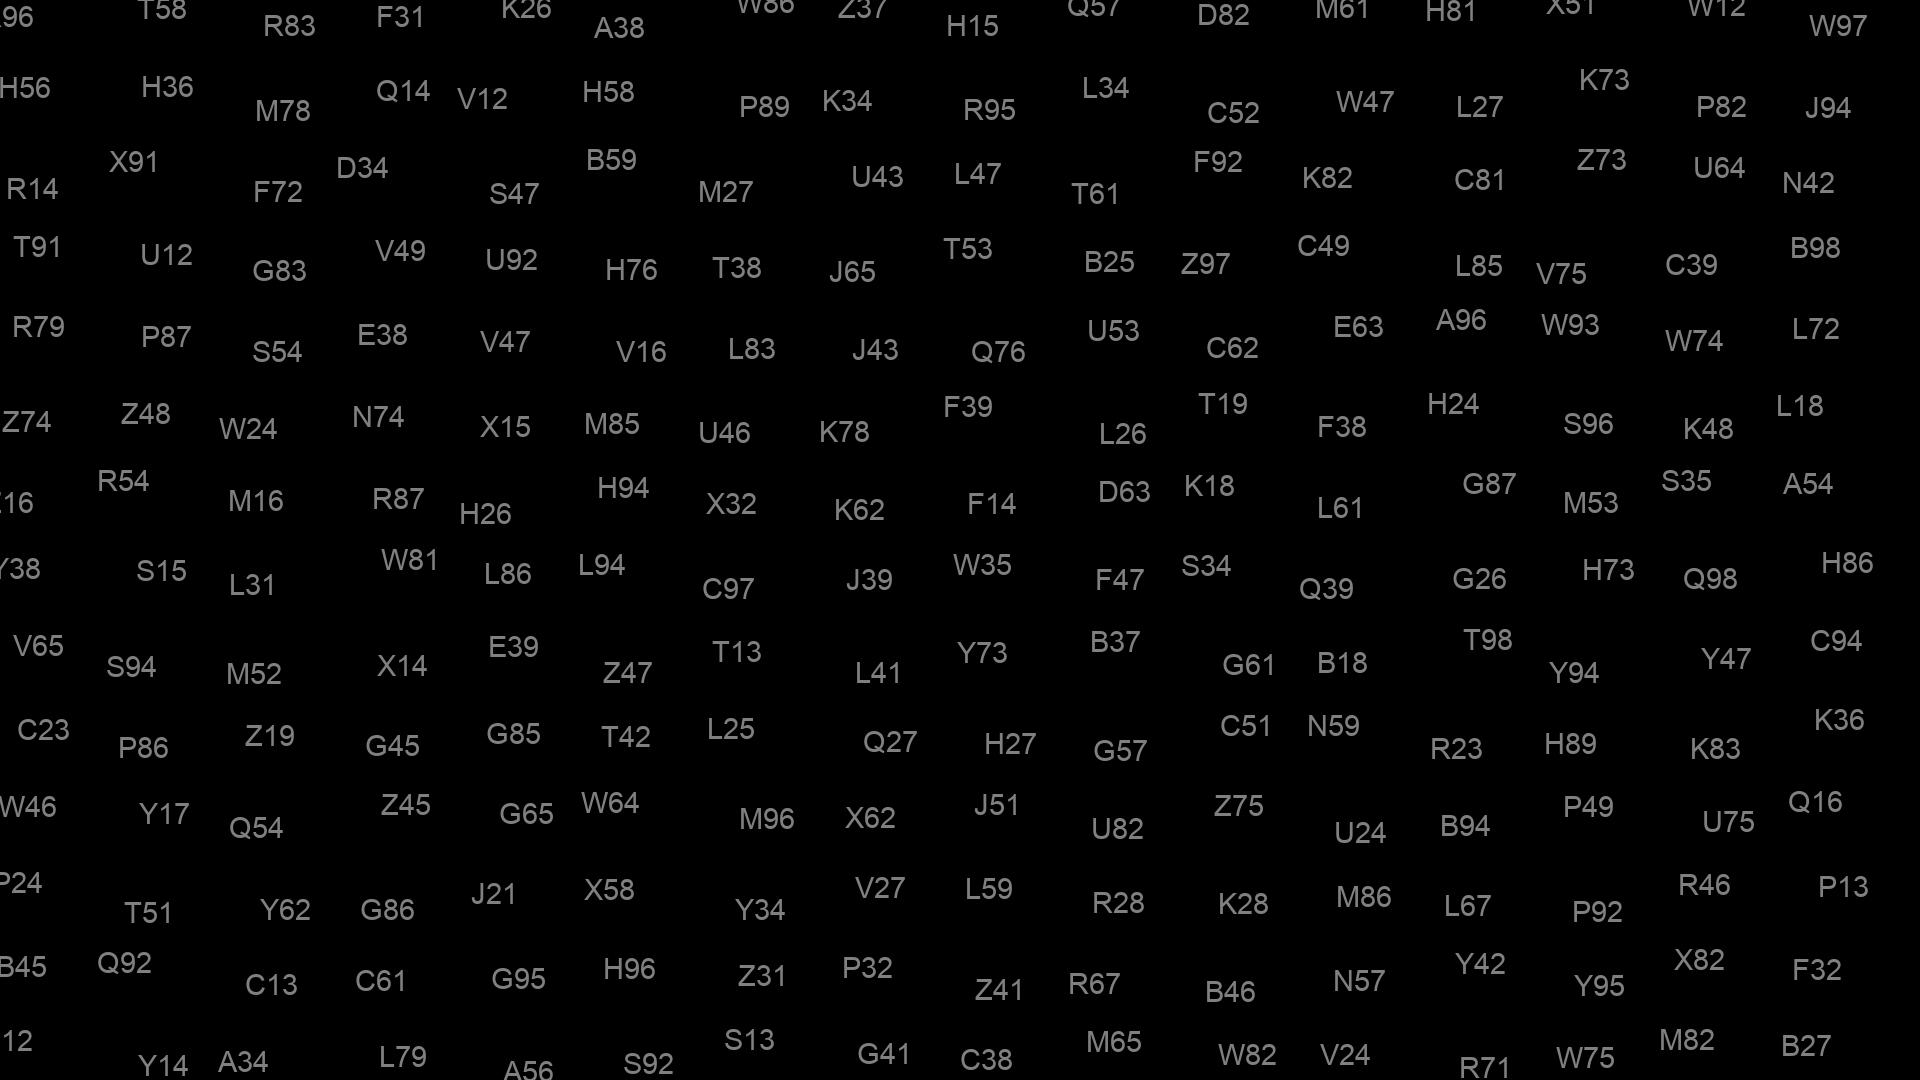 96 T58 R83 F31 K26 A38 W86 Z37 H15 Q57 D82 M61 H81 X51 W12 W97
H56 H36 M78 Q14 V12 H58 P89 K34 R95 L34 C52 W47 L27 K73 P82 J94
R14 X91 F72 D34 S47 B59 M27 U43 L47 T61 F92 K82 C81 Z73 U64 N42
T91 U12 G83 V49 U92 H76 T38 J65 T53 B25 Z97 C49 L85 V75 C39 B98
R79 P87 S54 E38 V47 V16 L83 J43 Q76 U53 C62 E63 A96 W93 W74 L72
Z74 Z48 W24 N74 X15 M85 U46 K78 F39 L26 T19 F38 H24 S96 K48 L18
16 R54 M16 R87 H26 H94 X32 K62 F14 D63 K18 L61 G87 M53 S35 A54
Y38 S15 L31 W81 L86 L94 C97 J39 W35 F47 S34 Q39 G26 H73 Q98 H86
V65 S94 M52 X14 E39 Z47 T13 L41 Y73 B37 G61 B18 T98 Y94 Y47 C94
C23 P86 Z19 G45 G85 T42 L25 Q27 H27 G57 C51 N59 R23 H89 K83 K36
W46 Y17 Q54 Z45 G65 W64 M96 X62 J51 U82 Z75 U24 B94 P49 U75 Q16
P24 T51 Y62 G86 J21 X58 Y34 V27 L59 R28 K28 M86 L67 P92 R46 P13
B45 Q92 C13 C61 G95 H96 Z31 P32 Z41 R67 B46 N57 Y42 Y95 X82 F32
12 Y14 A34 L79 A56 S92 S13 G41 C38 M65 W82 V24 R71 W75 M82 B27